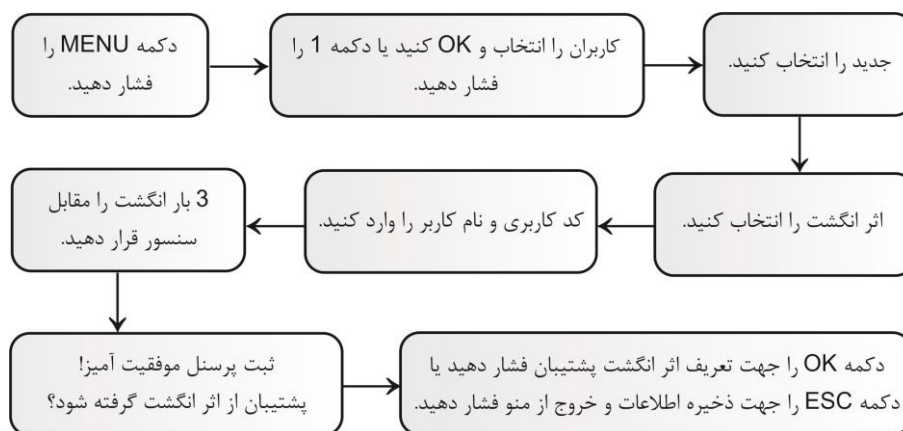 دکمه MENU را
فشار دهید.
کاربران را انتخاب و OK کنید یا دکمه 1 را
فشار دهید.
جدید را انتخاب کنید.
اثر انگشت را انتخاب کنید.
کد کاربری و نام کاربر را وارد کنید.
3 بار انگشت را مقابل
سنسور قرار دهید.
ثبت پرسنل موفقیت آمیز!
پشتیبان از اثر انگشت گرفته شود؟
دکمه OK را جهت تعریف اثر انگشت پشتیبان فشار دهید یا
دکمه ESC را جهت ذخیره اطلاعات و خروج از منو فشار دهید.